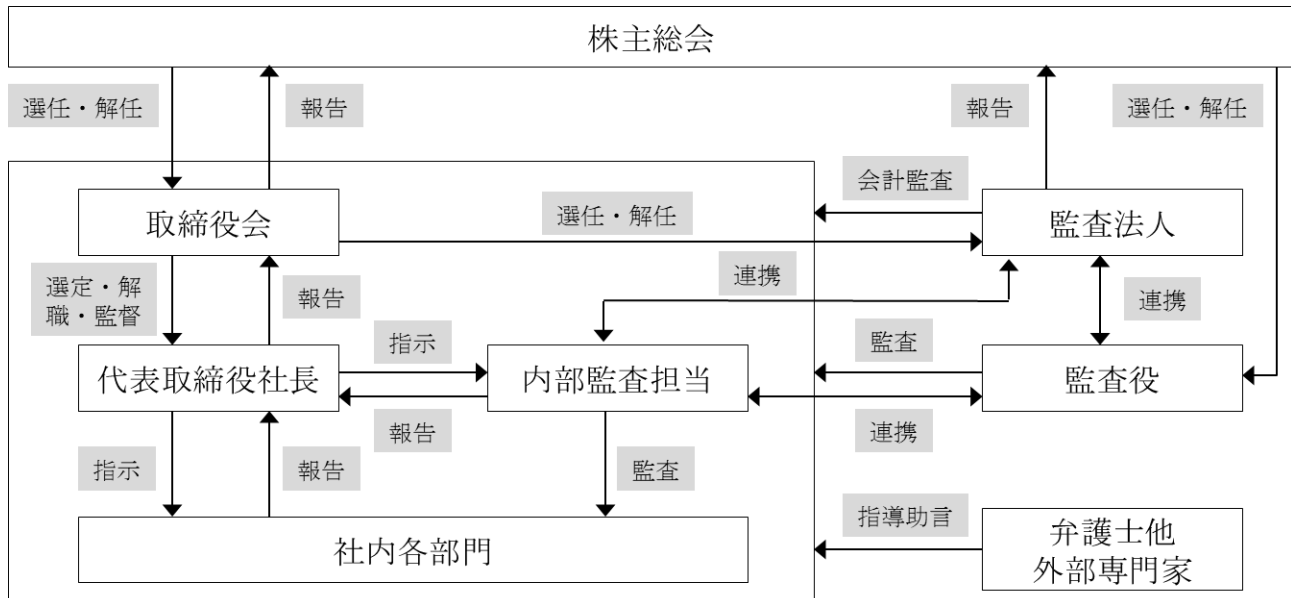 株主総会
選任・解任
報告
報告
選任・解任
会計監査
取締役会
選任・解任
監査法人
選定・解
職・監督
報告
連携
連携
指示
監査
代表取締役社長
内部監査担当
監査役
報告
連携
指示
報告
監査
指導助言
社内各部門
弁護士他
外部専門家